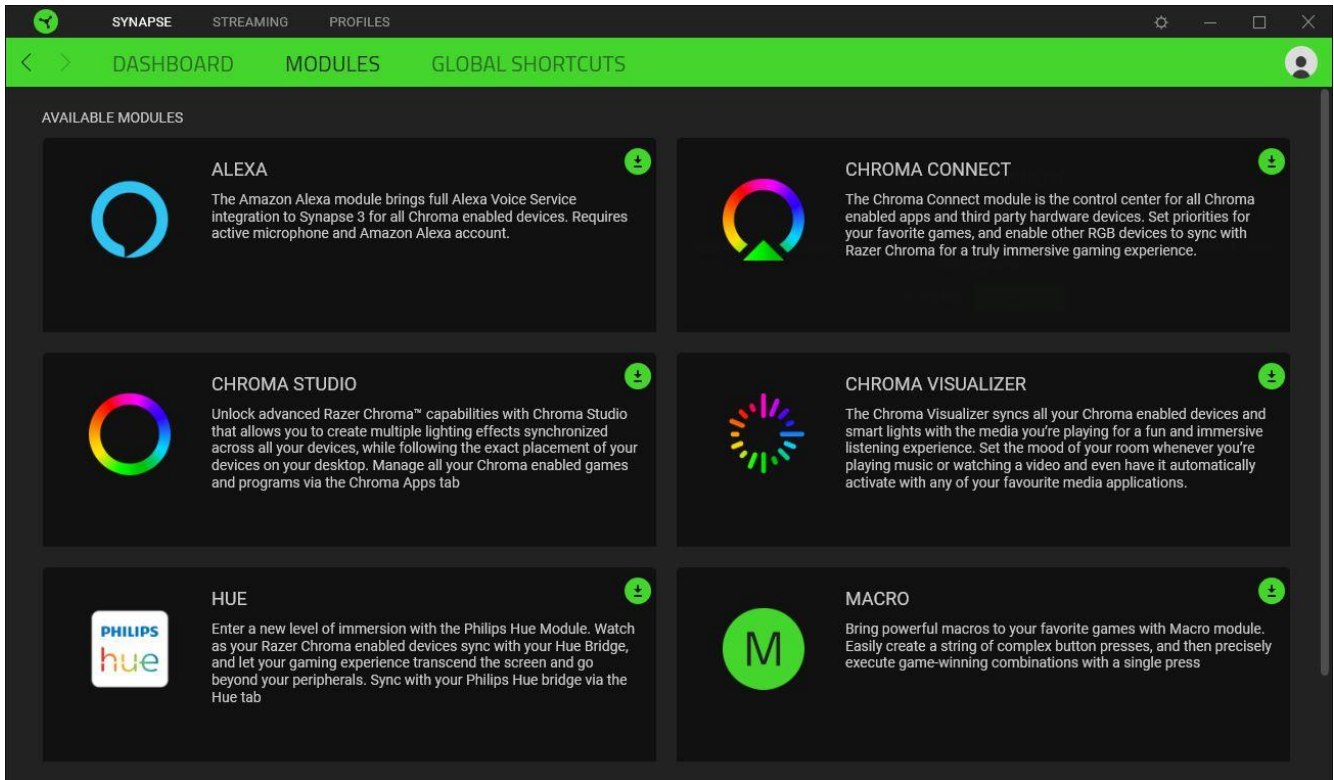 SYNAPSE STREAMING PROFILES
DASHBOARD MODULES GLOBAL SHORTCUTS
AVAILABLE MODULES
ALEXA
The Amazon Alexa module brings full Alexa Voice Service
integration to Synapse 3 for all Chroma enabled devices. Requires
active microphone and Amazon Alexa account.
CHROMA CONNECT
The Chroma Connect module is the control center for all Chroma
enabled apps and third party hardware devices. Set priorities for
your favorite games, and enable other RGB devices to sync with
Razer Chroma for a truly immersive gaming experience.
CHROMA STUDIO
Unlock advanced Razer Chroma™ capabilities with Chroma Studio
that allows you to create multiple lighting effects synchronized
across all your devices, while following the exact placement of your
devices on your desktop. Manage all your Chroma enabled games
and programs via the Chroma Apps tab
CHROMA VISUALIZER
The Chroma Visualizer syncs all your Chroma enabled devices and
smart lights with the media you're playing for a fun and immersive
listening experience. Set the mood of your room whenever you're
playing music or watching a video and even have it automatically
activate with any of your favourite media applications.
PHILIPS
hue
HUE
Enter a new level of immersion with the Philips Hue Module. Watch
as your Razer Chroma enabled devices sync with your Hue Bridge,
and let your gaming experience transcend the screen and go
beyond your peripherals. Sync with your Philips Hue bridge via the
Hue tab
M
MACRO
Bring powerful macros to your favorite games with Macro module.
Easily create a string of complex button presses, and then precisely
execute game-winning combinations with a single press